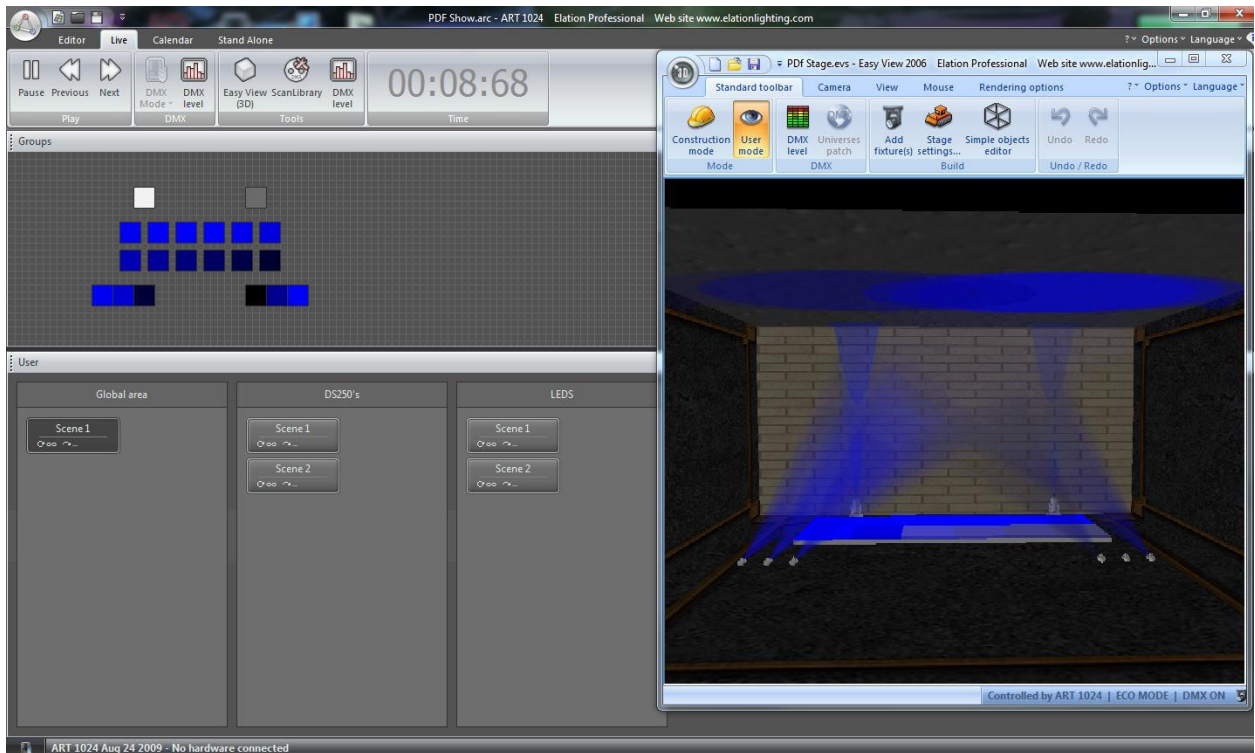 PDF Show.arc - ART 1024   Elation Professional   Web site www.elationlighting.com
Editor
Live
Calendar
Stand Alone
? Options Language
Pause
Previous
Next
DMX Mode
DMX level
Easy View (3D)
ScanLibrary
DMX level
00:08:68
Play
DMX
Tools
Time
Groups
User
Global area
DS250's
LEDS
Scene 1
Scene 1
Scene 1
Scene 2
Scene 2
3D
PDF Stage.evs - Easy View 2006   Elation Professional   Web site www.elationlig...
Standard toolbar
Camera
View
Mouse
Rendering options
? Options Language
Construction mode
User mode
DMX level
Universes patch
Add fixture(s)
Stage settings...
Simple objects editor
Undo
Redo
Mode
DMX
Build
Undo / Redo
Controlled by ART 1024 | ECO MODE | DMX ON
ART 1024 Aug 24 2009 - No hardware connected